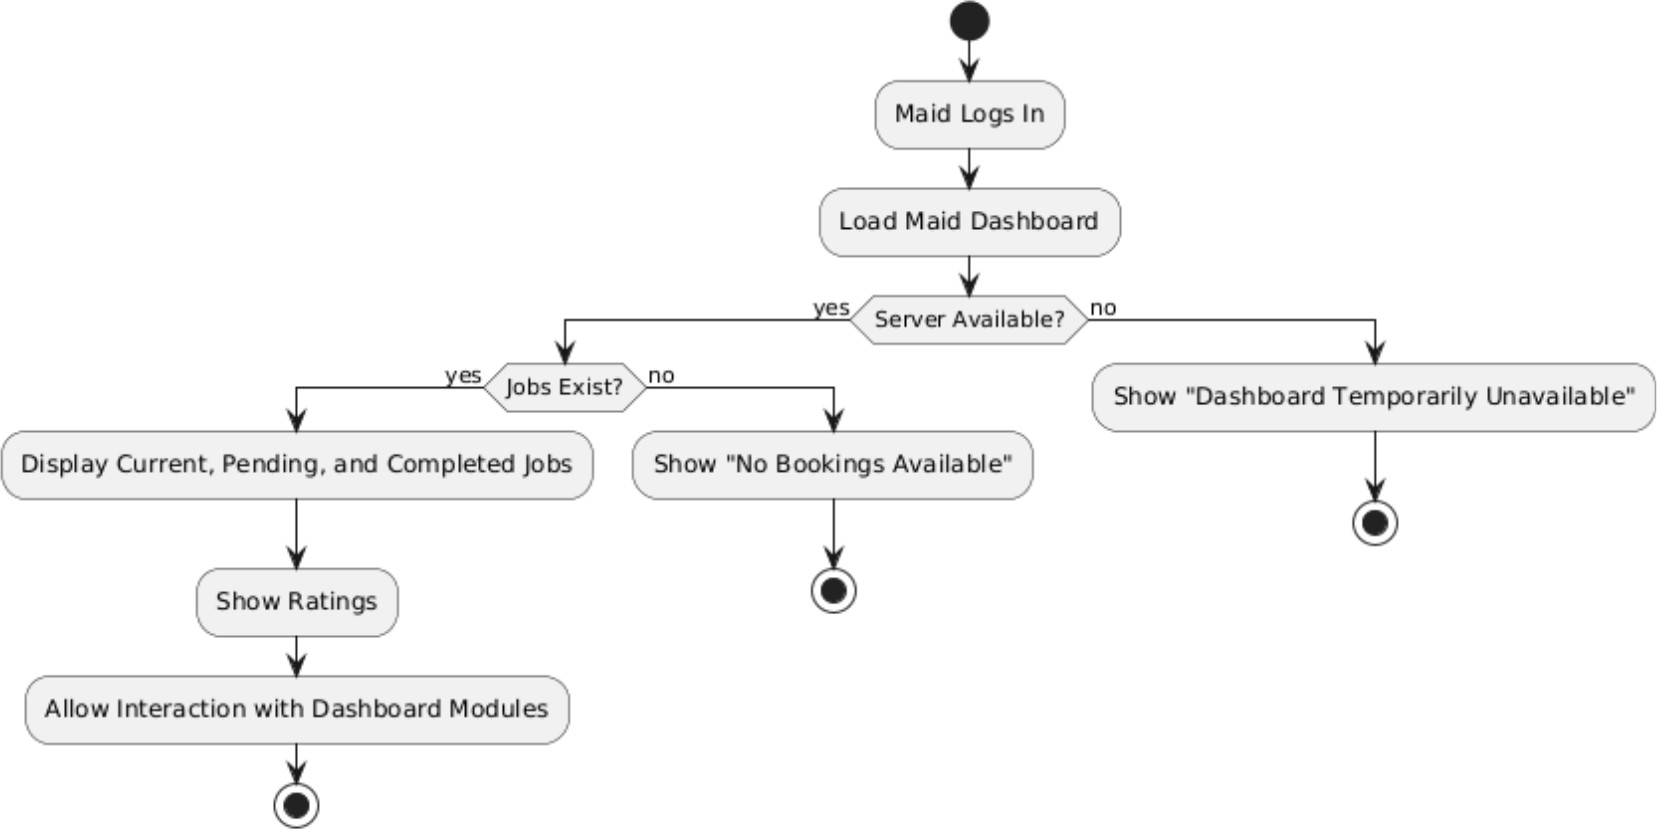 Maid Logs In
Load Maid Dashboard
yes
Server Available?
no
yes
Jobs Exist?
no
Show "Dashboard Temporarily Unavailable"
Display Current, Pending, and Completed Jobs
Show "No Bookings Available"
Show Ratings
Allow Interaction with Dashboard Modules